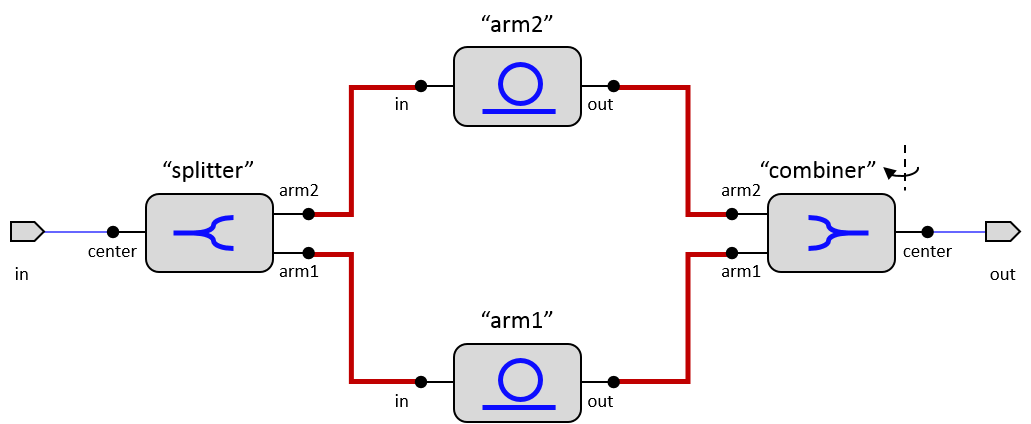 “arm2”
in
out
“splitter”
“combiner”
arm2
arm2
center
center
arm1
arm1
in
out
“arm1”
in
out